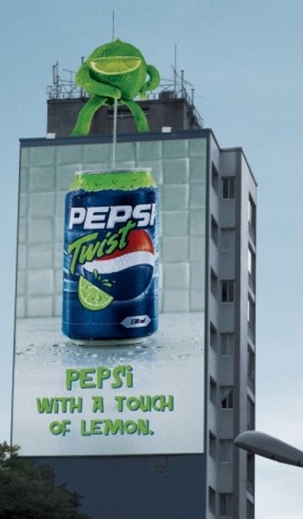 PEPSI
Twist
PEPSi
WITH A TOUCH
OF LEMON.